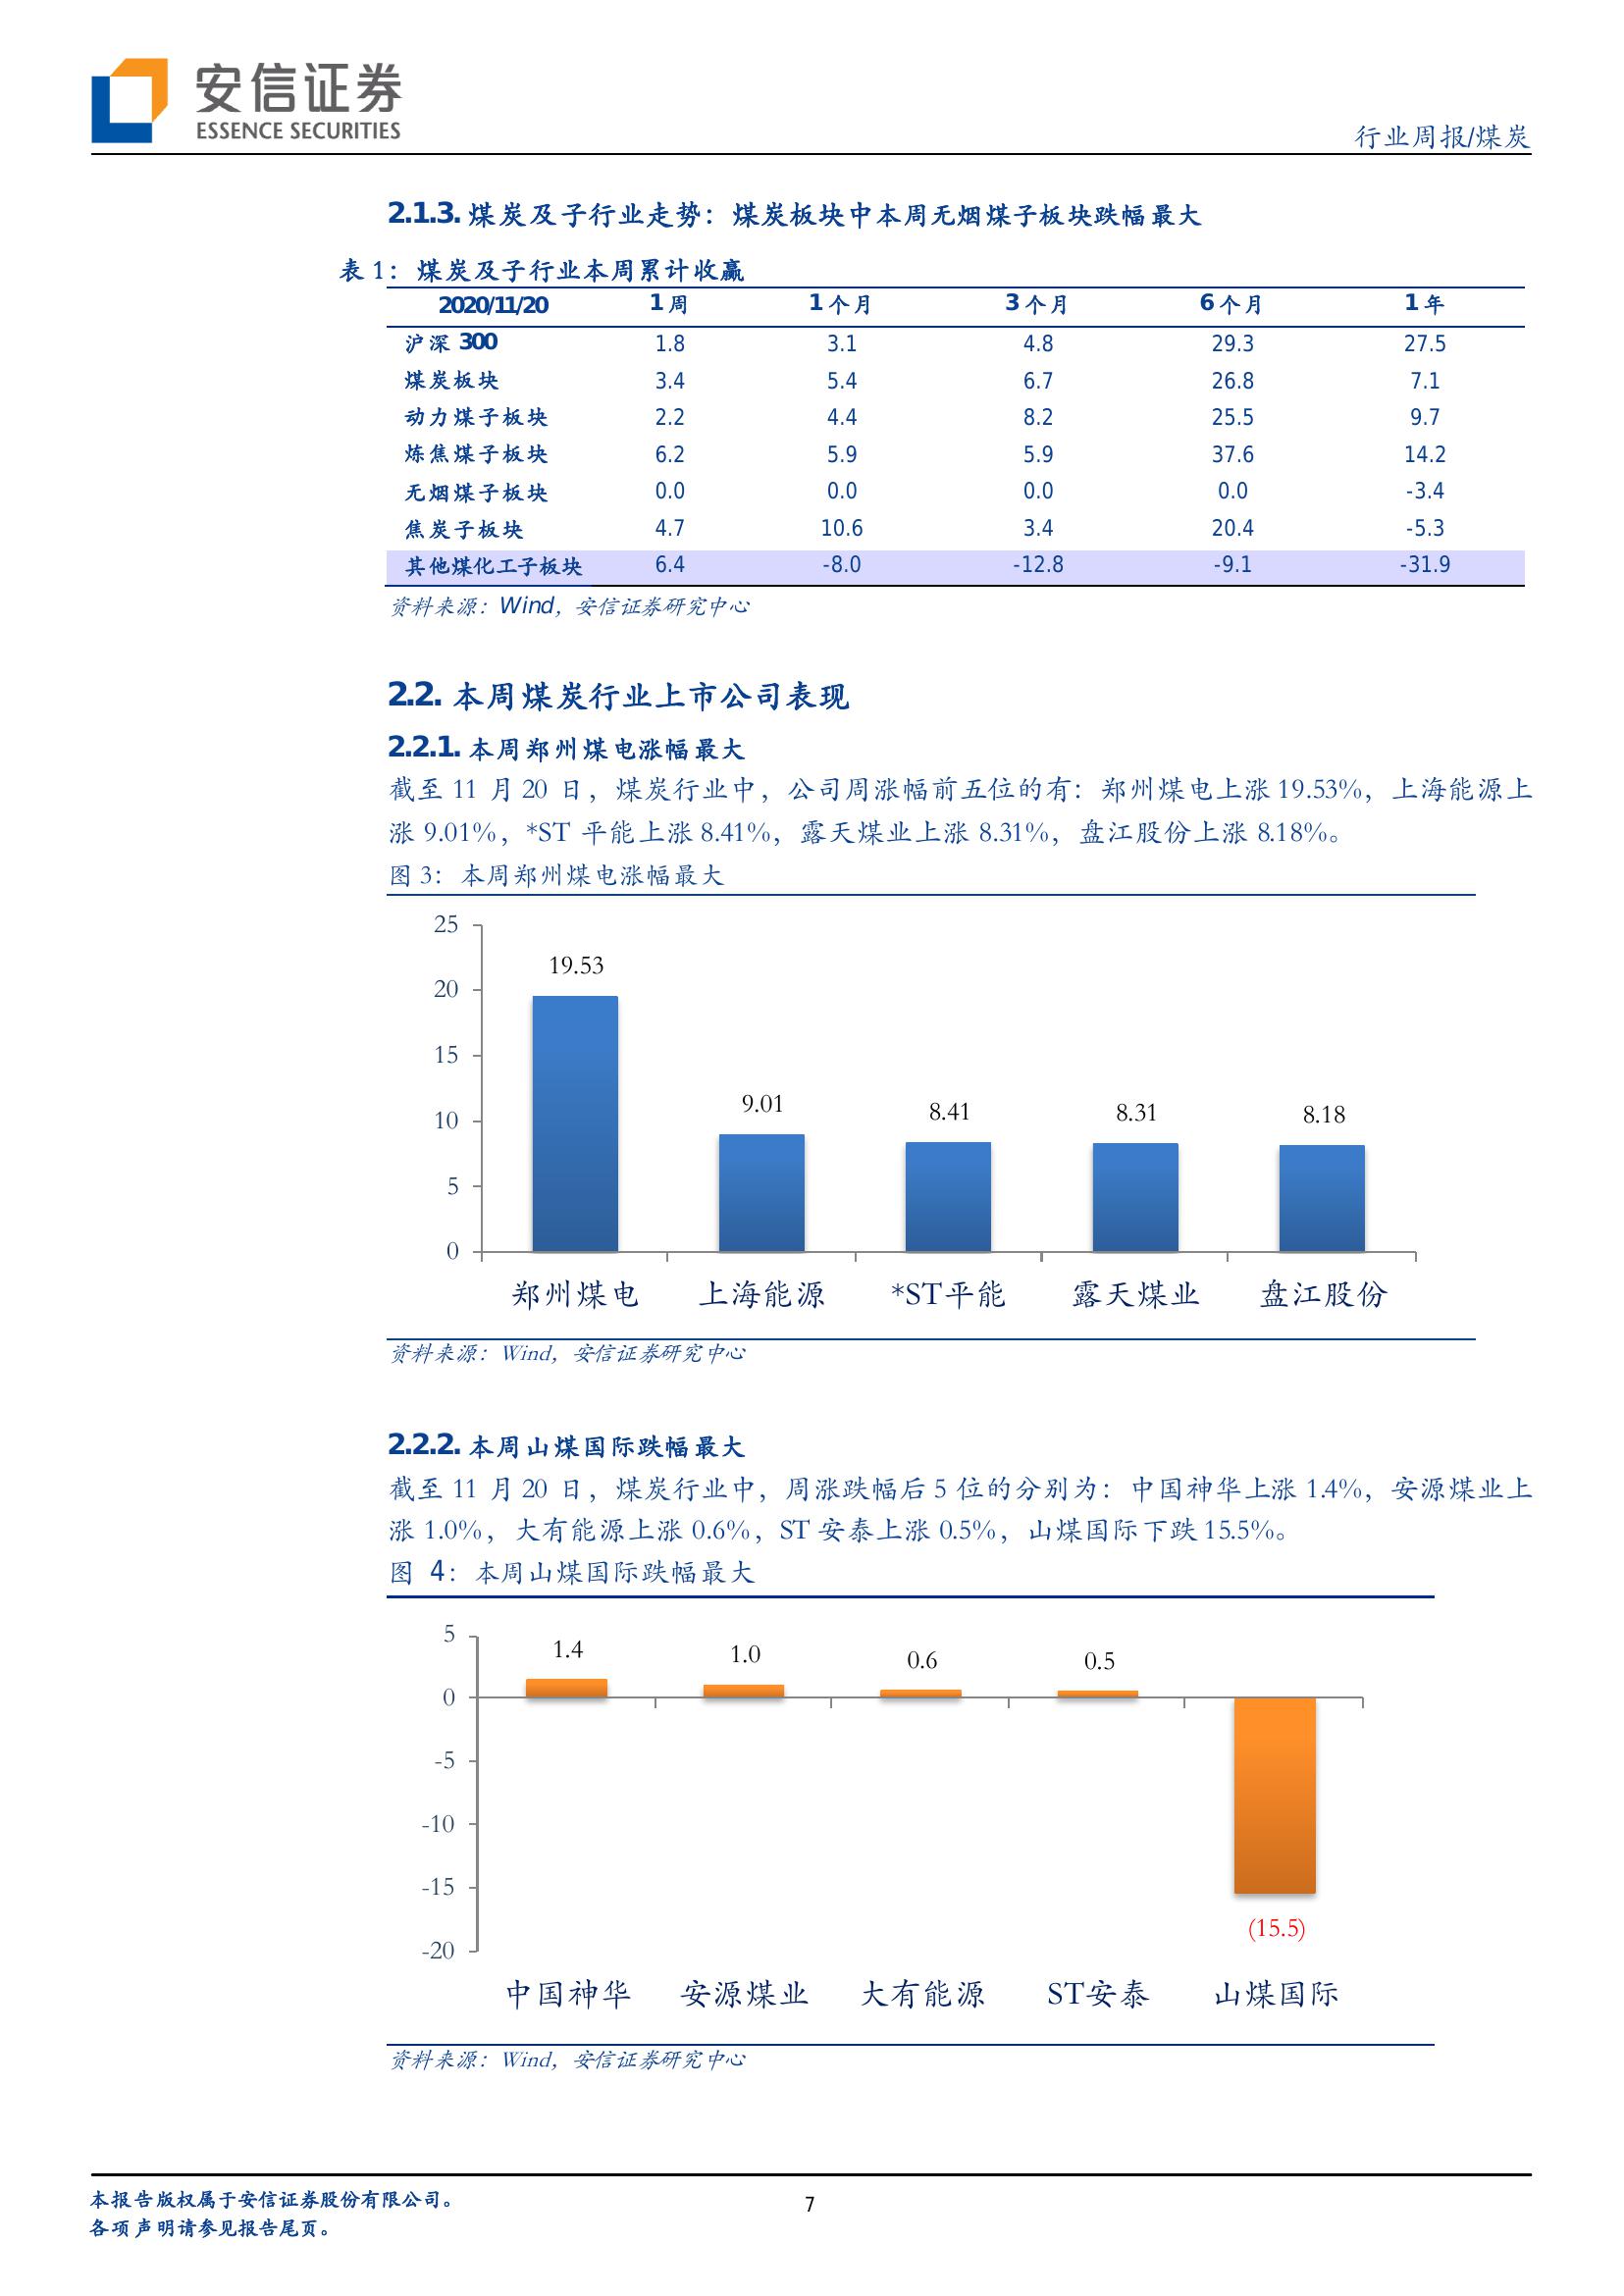 安信证券
ESSENCE SECURITIES
行业周报/煤炭
2.1.3. 煤炭及子行业走势：煤炭板块中本周无烟煤子板块跌幅最大
表 1：煤炭及子行业本周累计收赢
2020/11/20 1 周 1 个月 3 个月 6 个月 1 年
沪深 300 1.8 3.1 4.8 29.3 27.5
煤炭板块 3.4 5.4 6.7 26.8 7.1
动力煤子板块 2.2 4.4 8.2 25.5 9.7
炼焦煤子板块 6.2 5.9 5.9 37.6 14.2
无烟煤子板块 0.0 0.0 0.0 0.0 -3.4
焦炭子板块 4.7 10.6 3.4 20.4 -5.3
其他煤化工子板块 6.4 -8.0 -12.8 -9.1 -31.9
资料来源：Wind，安信证券研究中心
2.2. 本周煤炭行业上市公司表现
2.2.1. 本周郑州煤电涨幅最大
截至 11 月 20 日，煤炭行业中，公司周涨幅前五位的有：郑州煤电上涨 19.53%，上海能源上
涨 9.01%，*ST 平能上涨 8.41%，露天煤业上涨 8.31%，盘江股份上涨 8.18%。
图 3：本周郑州煤电涨幅最大
25
20
15
10
5
0
19.53 9.01 8.41 8.31 8.18
郑州煤电 上海能源 *ST平能 露天煤业 盘江股份
资料来源：Wind，安信证券研究中心
2.2.2. 本周山煤国际跌幅最大
截至 11 月 20 日，煤炭行业中，周涨跌幅后 5 位的分别为：中国神华上涨 1.4%，安源煤业上
涨 1.0%，大有能源上涨 0.6%，ST 安泰上涨 0.5%，山煤国际下跌 15.5%。
图 4：本周山煤国际跌幅最大
5
0
-5
-10
-15
-20
1.4 1.0 0.6 0.5 (15.5)
中国神华 安源煤业 大有能源 ST安泰 山煤国际
资料来源：Wind，安信证券研究中心
本报告版权属于安信证券股份有限公司。
各项声明请参见报告尾页。
7